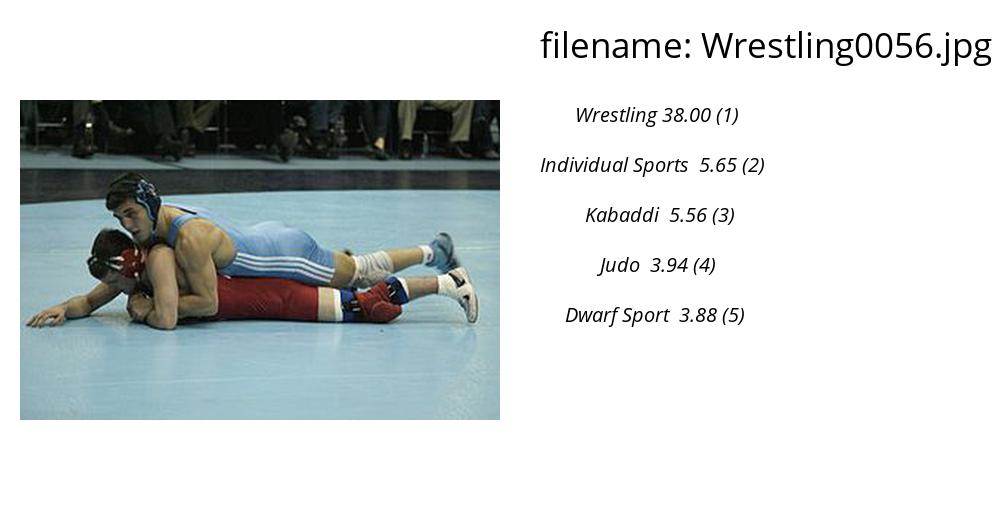 filename: Wrestling0056.jpg
Wrestling 38.00 (1)
Individual Sports 5.65 (2)
Kabaddi 5.56 (3)
Judo 3.94 (4)
Dwarf Sport 3.88 (5)